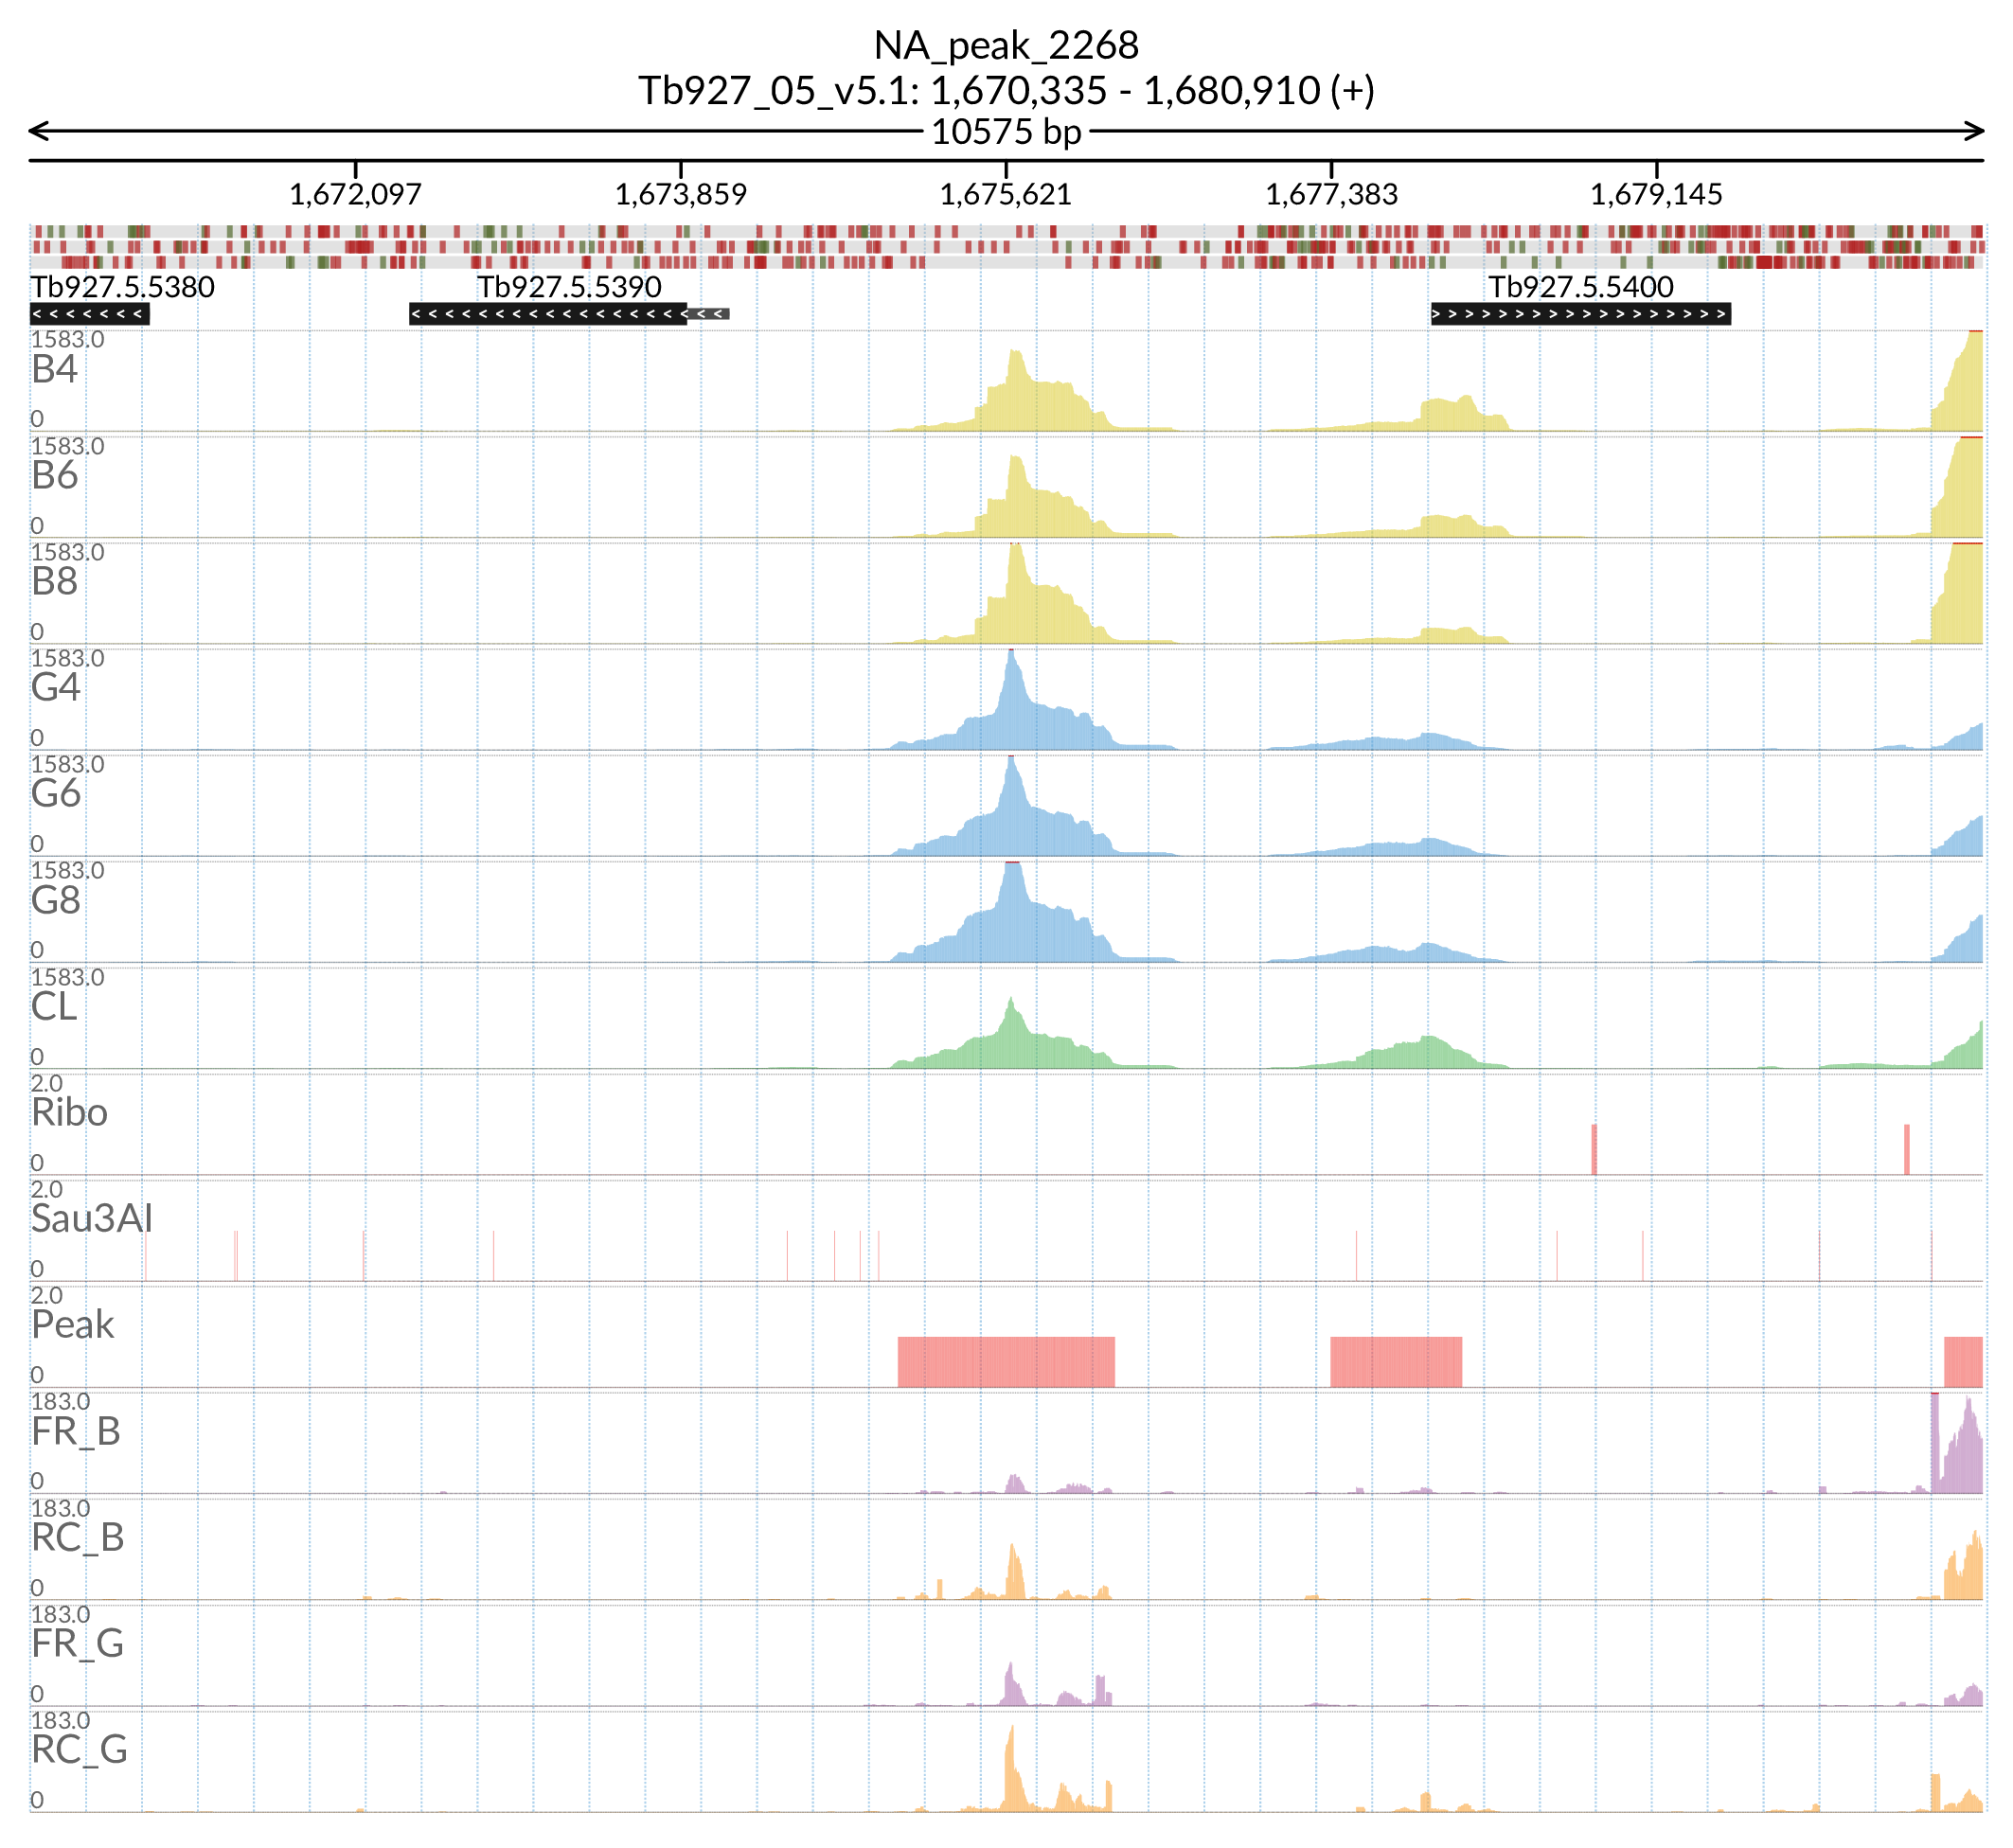 NA_peak_2268
Tb927_05_v5.1: 1,670,335 - 1,680,910 (+)
10575 bp
1,672,097 1,673,859 1,675,621 1,677,383 1,679,145
Tb927.5.5380 Tb927.5.5390 Tb927.5.5400
1583.0
B4
0
1583.0
B6
0
1583.0
B8
0
1583.0
G4
0
1583.0
G6
0
1583.0
G8
0
1583.0
CL
0
2.0
Ribo
0
2.0
Sau3AI
0
2.0
Peak
0
183.0
FR_B
0
183.0
RC_B
0
183.0
FR_G
0
183.0
RC_G
0